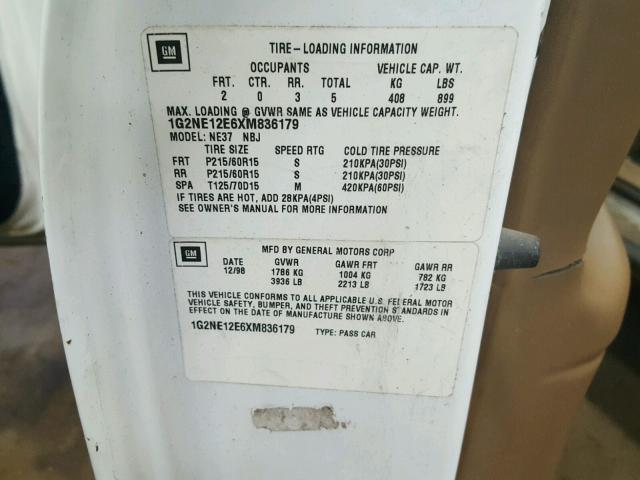 GM
TIRE-LOADING INFORMATION
OCCUPANTS VEHICLE CAP. WT.
FRT. CTR. RR. TOTAL KG LBS
2 0 3 5 408 899
MAX. LOADING @ GVWR SAME AS VEHICLE CAPACITY WEIGHT.
1G2NE12E6XM836179
MODEL: NE37 NBJ
TIRE SIZE SPEED RTG COLD TIRE PRESSURE
FRT P215/60R15 S 210KPA(30PSI)
RR P215/60R15 S 210KPA(30PSI)
SPA T125/70D15 M 420KPA(60PSI)
IF TIRES ARE HOT, ADD 28KPA(4PSI)
SEE OWNER'S MANUAL FOR MORE INFORMATION
GM
MFD BY GENERAL MOTORS CORP
DATE GVWR GAWR FRT GAWR RR
12/98 1786 KG 1004 KG 782 KG
3936 LB 2213 LB 1723 LB
THIS VEHICLE CONFORMS TO ALL APPLICABLE U.S. FEDERAL MOTOR
VEHICLE SAFETY, BUMPER, AND THEFT PREVENTION STANDARDS IN
EFFECT ON THE DATE OF MANUFACTURE SHOWN ABOVE.
1G2NE12E6XM836179 TYPE: PASS CAR